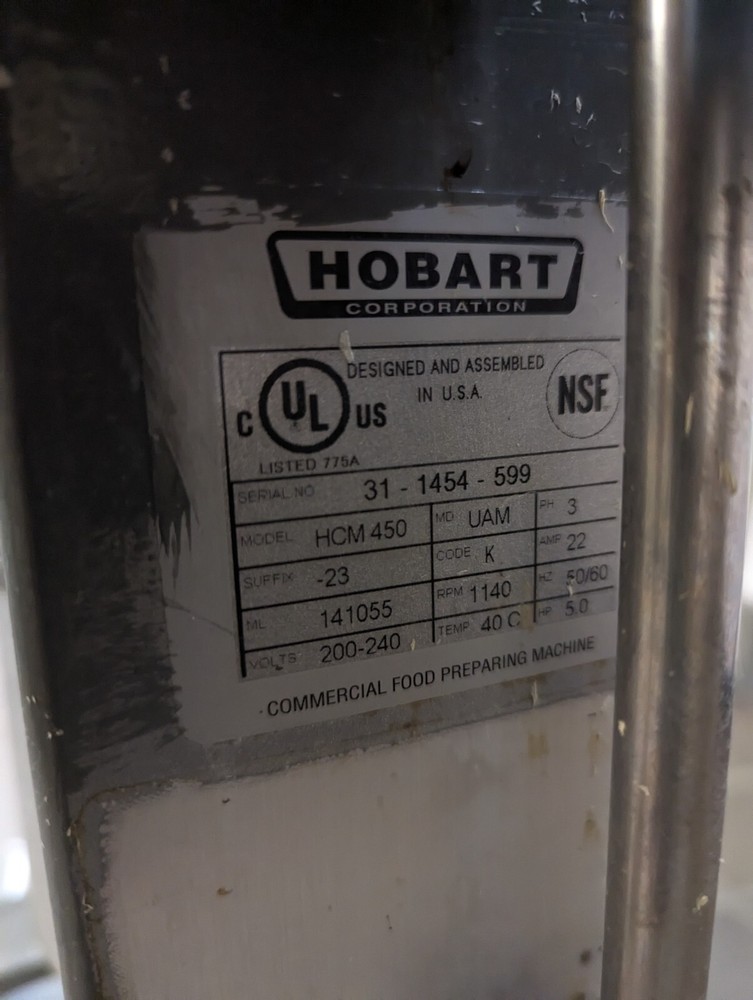 HOBART
CORPORATION
C UL US
LISTED 775A
DESIGNED AND ASSEMBLED
IN U.S.A.
NSF
SERIAL NO 31 - 1454 - 599
MODEL HCM 450 MD UAM PH 3
SUFFIX -23 CODE K AMP 22
ML 141055 RPM 1140 HZ 50/60
VOLTS 200-240 TEMP 40 C HP 5.0
COMMERCIAL FOOD PREPARING MACHINE